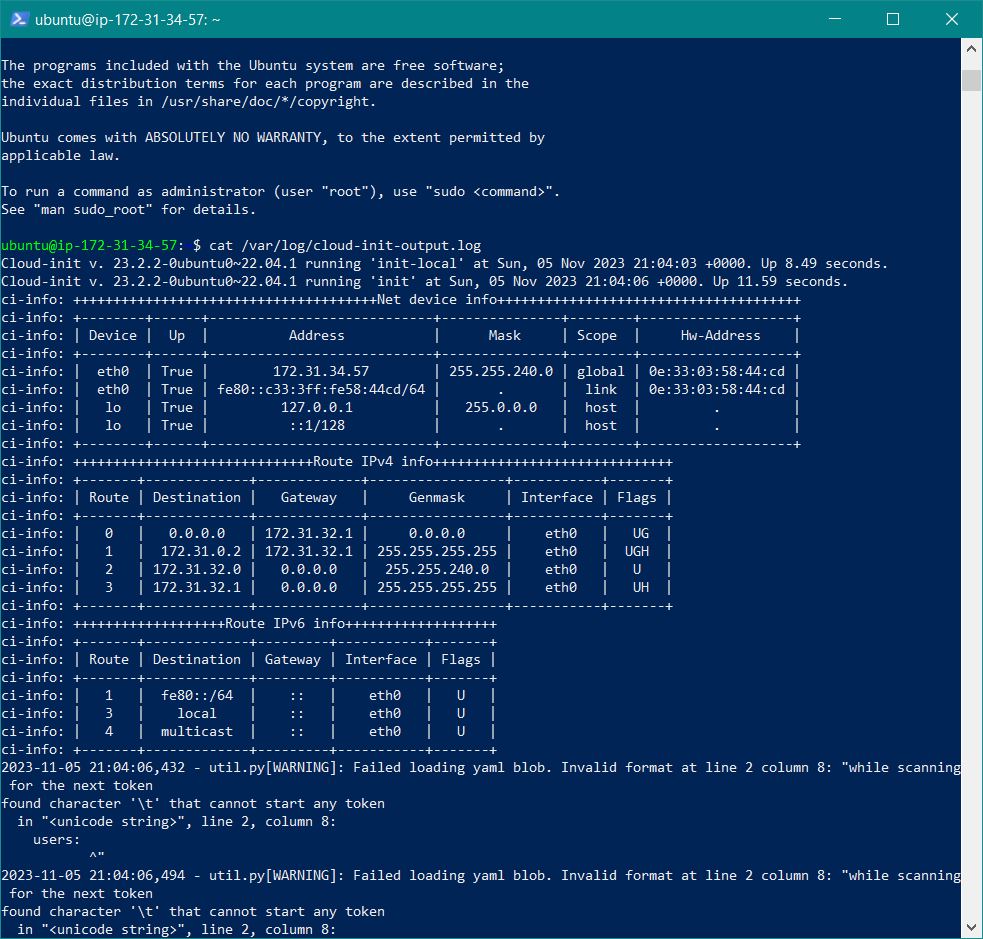 ubuntu@ip-172-31-34-57: ~
The programs included with the Ubuntu system are free software;
the exact distribution terms for each program are described in the
individual files in /usr/share/doc/*/copyright.
Ubuntu comes with ABSOLUTELY NO WARRANTY, to the extent permitted by
applicable law.
To run a command as administrator (user "root"), use "sudo <command>".
See "man sudo_root" for details.
ubuntu@ip-172-31-34-57: $ cat /var/log/cloud-init-output.log
Cloud-init v. 23.2.2-0ubuntu0~22.04.1 running 'init-local' at Sun, 05 Nov 2023 21:04:03 +0000. Up 8.49 seconds.
Cloud-init v. 23.2.2-0ubuntu0~22.04.1 running 'init' at Sun, 05 Nov 2023 21:04:06 +0000. Up 11.59 seconds.
ci-info: ++++++++++++++++++++++++++++++++++++++Net device info++++++++++++++++++++++++++++++++++++++
ci-info: +--------+------+----------------------------+---------------+--------+-------------------+
ci-info: | Device |  Up  |          Address           |      Mask     | Scope  |     Hw-Address    |
ci-info: +--------+------+----------------------------+---------------+--------+-------------------+
ci-info: |  eth0  | True |        172.31.34.57        | 255.255.240.0 | global | 0e:33:03:58:44:cd |
ci-info: |  eth0  | True | fe80::c33:3ff:fe58:44cd/64 |       .       |  link  | 0e:33:03:58:44:cd |
ci-info: |   lo   | True |         127.0.0.1          |   255.0.0.0   |  host  |         .         |
ci-info: |   lo   | True |          ::1/128           |       .       |  host  |         .         |
ci-info: +--------+------+----------------------------+---------------+--------+-------------------+
ci-info: ++++++++++++++++++++++++++++++Route IPv4 info++++++++++++++++++++++++++++++
ci-info: +-------+-------------+-------------+-----------------+-----------+-------+
ci-info: | Route | Destination |   Gateway   |     Genmask     | Interface | Flags |
ci-info: +-------+-------------+-------------+-----------------+-----------+-------+
ci-info: |   0   |   0.0.0.0   | 172.31.32.1 |     0.0.0.0     |    eth0   |   UG  |
ci-info: |   1   |  172.31.0.2 | 172.31.32.1 | 255.255.255.255 |    eth0   |  UGH  |
ci-info: |   2   | 172.31.32.0 |   0.0.0.0   |  255.255.240.0  |    eth0   |   U   |
ci-info: |   3   | 172.31.32.1 |   0.0.0.0   | 255.255.255.255 |    eth0   |   UH  |
ci-info: +-------+-------------+-------------+-----------------+-----------+-------+
ci-info: +++++++++++++++++++Route IPv6 info+++++++++++++++++++
ci-info: +-------+-------------+---------+-----------+-------+
ci-info: | Route | Destination | Gateway | Interface | Flags |
ci-info: +-------+-------------+---------+-----------+-------+
ci-info: |   1   |  fe80::/64  |    ::   |    eth0   |   U   |
ci-info: |   3   |    local    |    ::   |    eth0   |   U   |
ci-info: |   4   |  multicast  |    ::   |    eth0   |   U   |
ci-info: +-------+-------------+---------+-----------+-------+
2023-11-05 21:04:06,432 - util.py[WARNING]: Failed loading yaml blob. Invalid format at line 2 column 8: "while scanning
 for the next token
found character '\t' that cannot start any token
  in "<unicode string>", line 2, column 8:
    users:
           ^"
2023-11-05 21:04:06,494 - util.py[WARNING]: Failed loading yaml blob. Invalid format at line 2 column 8: "while scanning
 for the next token
found character '\t' that cannot start any token
  in "<unicode string>", line 2, column 8: